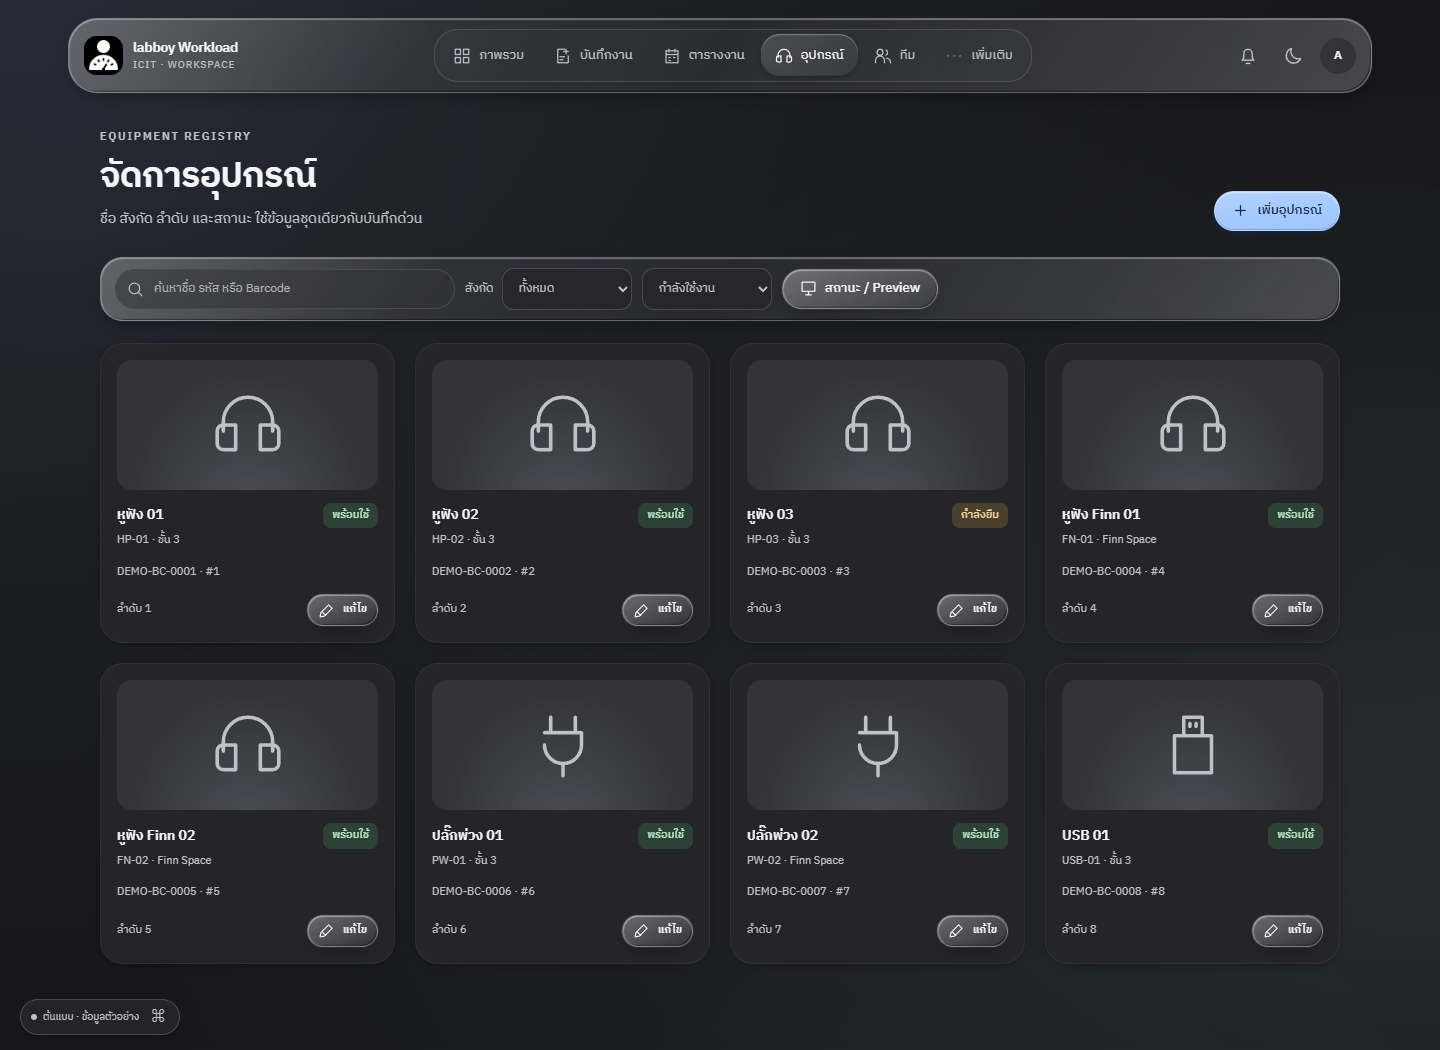 labboy Workload
ICIT · WORKSPACE
ภาพรวม
บันทึกงาน
ตารางงาน
อุปกรณ์
ทีม
··· เพิ่มเติม
A
EQUIPMENT REGISTRY
จัดการอุปกรณ์
ชื่อ สังกัด ลำดับ และสถานะ ใช้ข้อมูลชุดเดียวกับบันทึกด่วน
+ เพิ่มอุปกรณ์
ค้นหาชื่อ รหัส หรือ Barcode
สังกัด
ทั้งหมด
กำลังใช้งาน
สถานะ / Preview
หูฟัง 01
พร้อมใช้
HP-01 · ชั้น 3
DEMO-BC-0001 · #1
ลำดับ 1
แก้ไข
หูฟัง 02
พร้อมใช้
HP-02 · ชั้น 3
DEMO-BC-0002 · #2
ลำดับ 2
แก้ไข
หูฟัง 03
กำลังยืม
HP-03 · ชั้น 3
DEMO-BC-0003 · #3
ลำดับ 3
แก้ไข
หูฟัง Finn 01
พร้อมใช้
FN-01 · Finn Space
DEMO-BC-0004 · #4
ลำดับ 4
แก้ไข
หูฟัง Finn 02
พร้อมใช้
FN-02 · Finn Space
DEMO-BC-0005 · #5
ลำดับ 5
แก้ไข
ปลั๊กพ่วง 01
พร้อมใช้
PW-01 · ชั้น 3
DEMO-BC-0006 · #6
ลำดับ 6
แก้ไข
ปลั๊กพ่วง 02
พร้อมใช้
PW-02 · Finn Space
DEMO-BC-0007 · #7
ลำดับ 7
แก้ไข
USB 01
พร้อมใช้
USB-01 · ชั้น 3
DEMO-BC-0008 · #8
ลำดับ 8
แก้ไข
ต้นแบบ · ข้อมูลตัวอย่าง ⌘